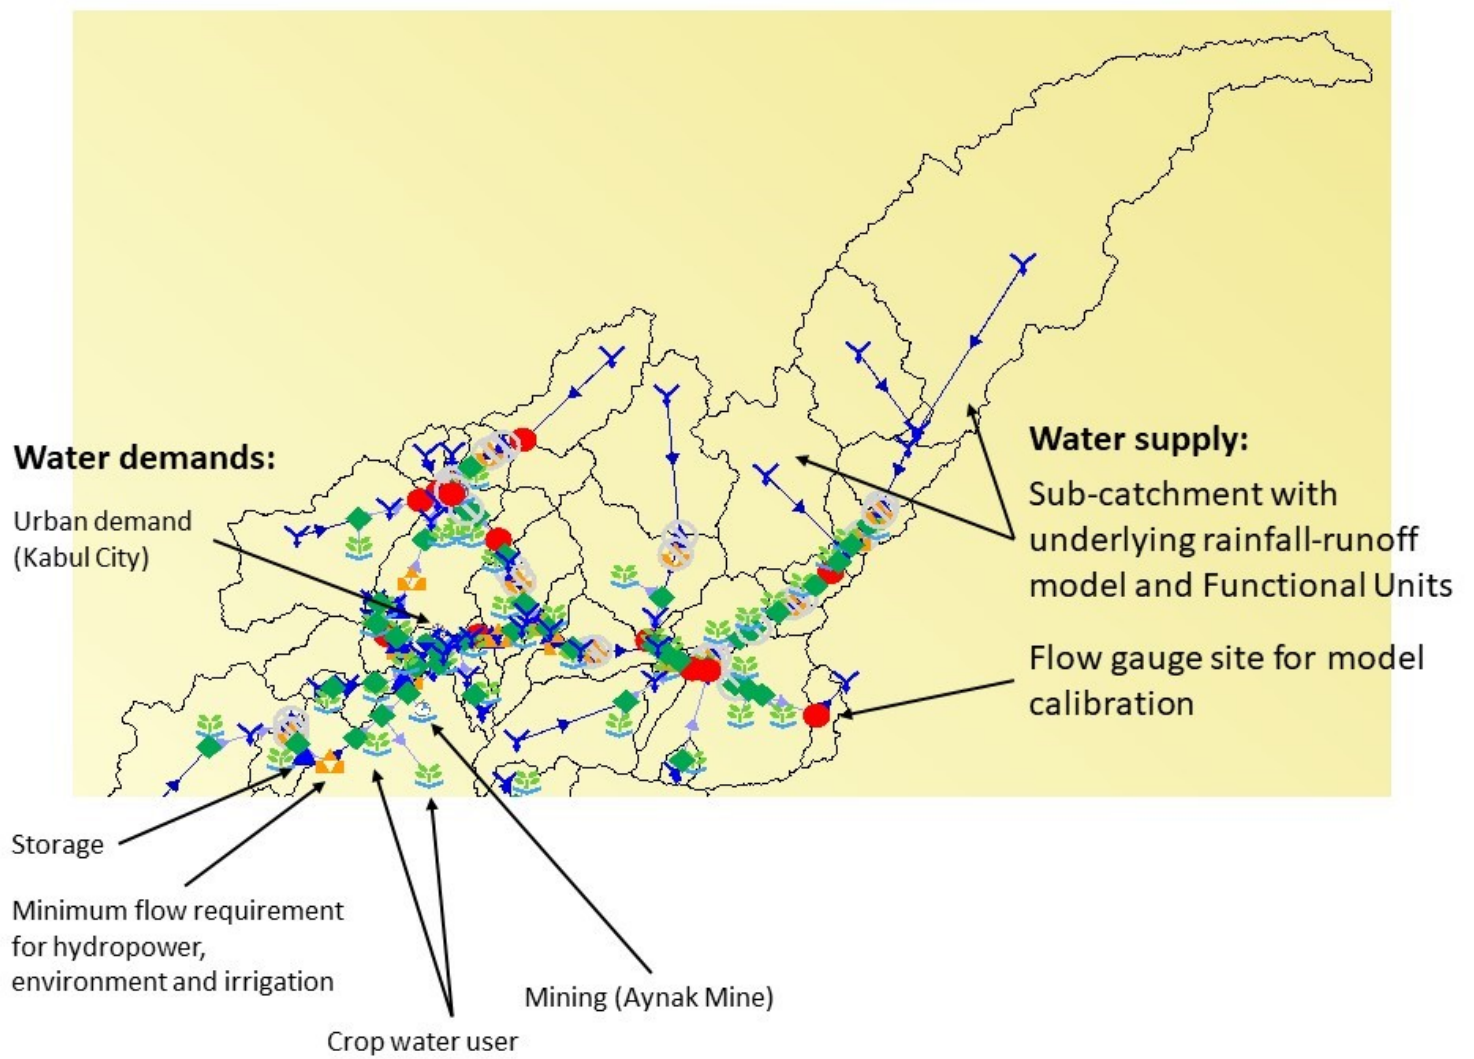 Water demands:
Urban demand
(Kabul City)
Water supply:
Sub-catchment with
underlying rainfall-runoff
model and Functional Units
Flow gauge site for model
calibration
Storage
Minimum flow requirement
for hydropower,
environment and irrigation
Mining (Aynak Mine)
Crop water user